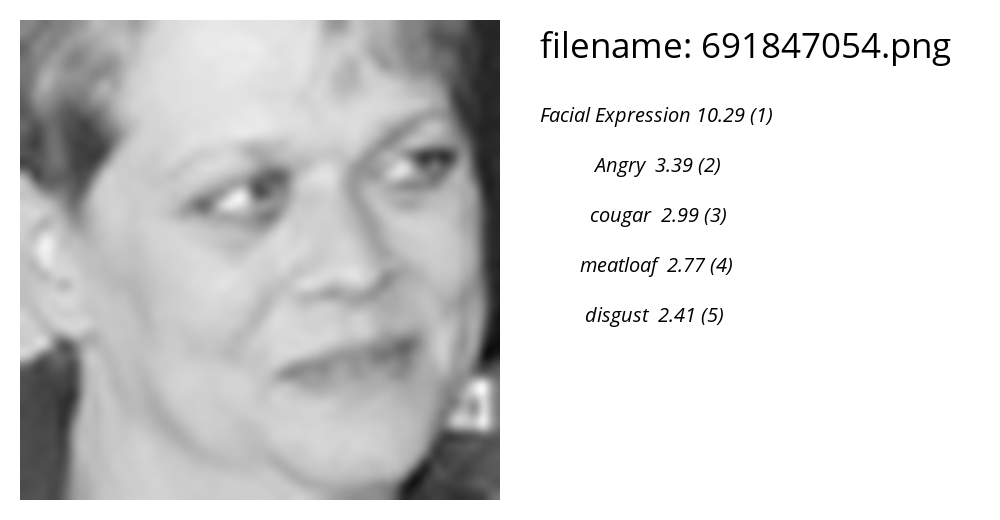 filename: 691847054.png
Facial Expression 10.29 (1)
Angry 3.39 (2)
cougar 2.99 (3)
meatloaf 2.77 (4)
disgust 2.41 (5)